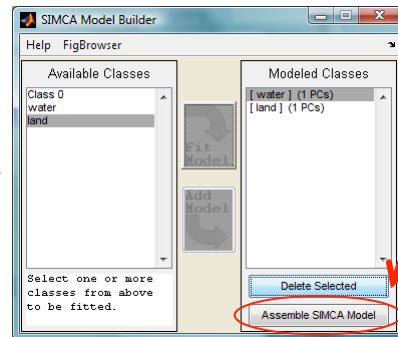 SIMCA Model Builder
Help FigBrowser
Available Classes
Class 0
water
land
Select one or more
classes from above
to be fitted.
Fit
Model
Add
Model
Modeled Classes
[ water ] (1 PCs)
[ land ] (1 PCs)
Delete Selected
Assemble SIMCA Model